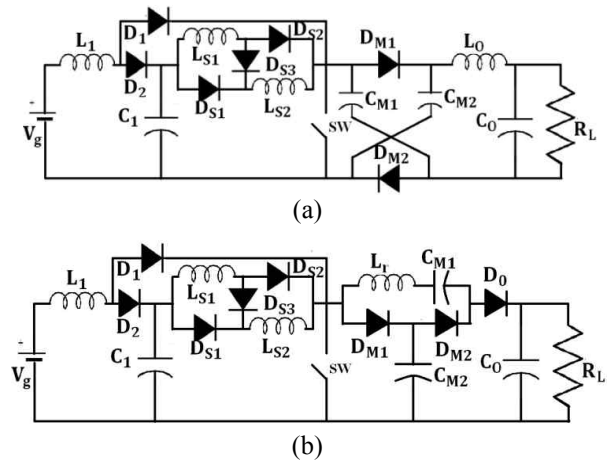 D1
L1
D2
Vg
C1
LS1
DS2
DS3
DS1
LS2
SW
DM1
CM1
CM2
DM2
LO
CO
RL
(a)
D1
L1
D2
Vg
C1
LS1
DS2
DS3
DS1
LS2
SW
Lr
CM1
DM1
DM2
CM2
D0
CO
RL
(b)